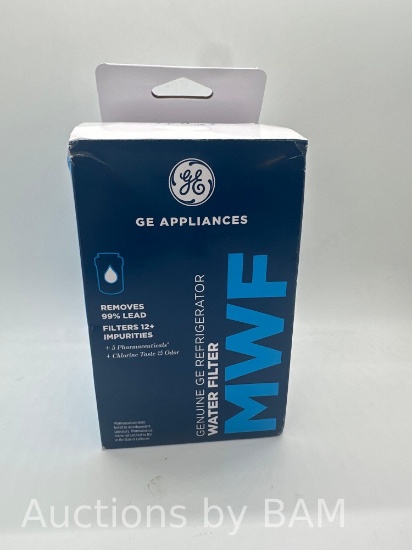 GE
GE APPLIANCES
REMOVES
99% LEAD
FILTERS 12+
IMPURITIES
+ 5 Pharmaceuticals*
+ Chlorine Taste & Odor
GENUINE GE REFRIGERATOR
WATER FILTER
MWF
Auctions by BAM